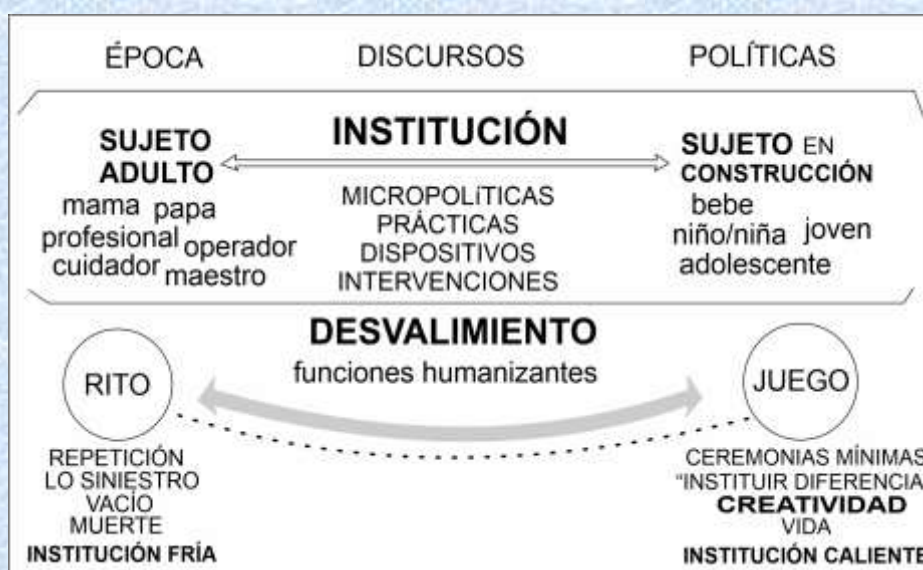 ÉPOCA
DISCURSOS
POLÍTICAS
SUJETO
ADULTO
mama papa
profesional operador
cuidador maestro
INSTITUCIÓN
MICROPOLíTICAS
PRÁCTICAS
DISPOSITIVOS
INTERVENCIONES
SUJETO EN
CONSTRUCCIÓN
bebe
niño/niña joven
adolescente
DESVALIMIENTO
funciones humanizantes
RITO
REPETICIÓN
LO SINIESTRO
VACÍO
MUERTE
INSTITUCIÓN FRÍA
JUEGO
CEREMONIAS MÍNIMAS
"INSTITUIR DIFERENCIA
CREATIVIDAD
VIDA
INSTITUCIÓN CALIENTE